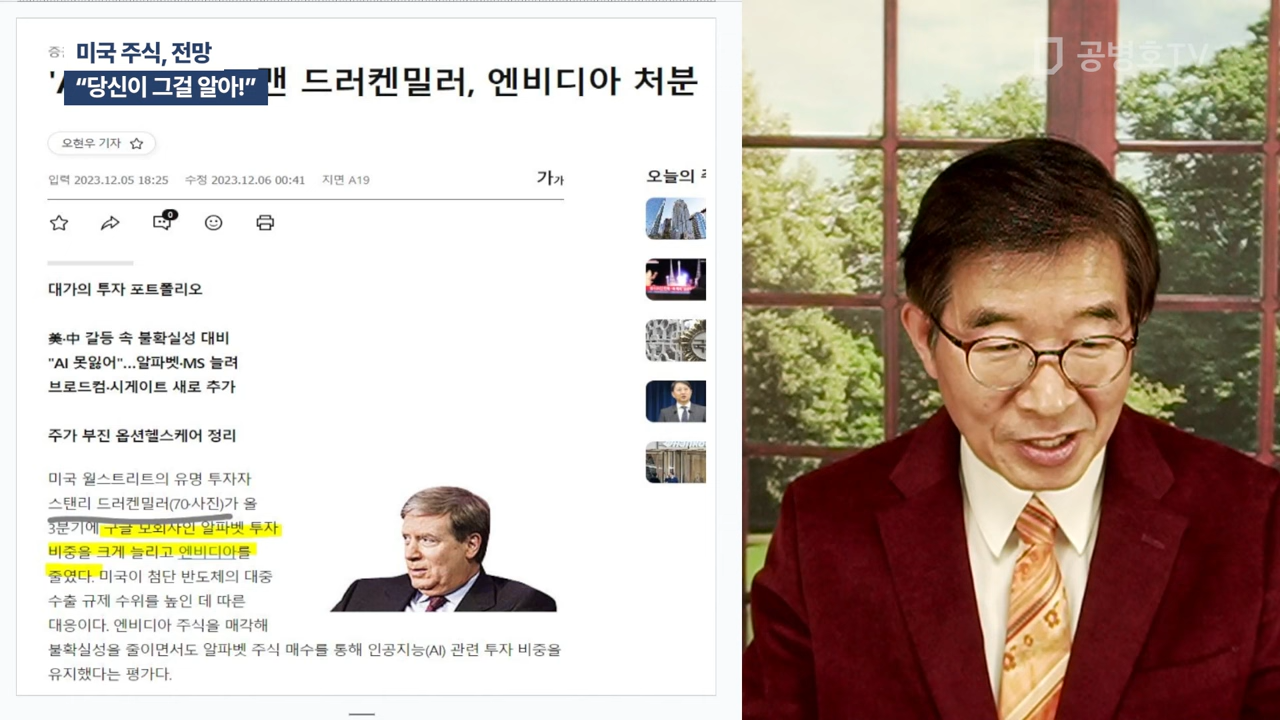 미국 주식, 전망
"당신이 그걸 알아!"
맨 드러켄밀러, 엔비디아 처분
공병호TV
오현우 기자
입력 2023.12.05 18:25 수정 2023.12.06 00:41 지면 A19
가가
오늘의
0
대가의 투자 포트폴리오
美·中 갈등 속 불확실성 대비
"AI 못잃어"...알파벳·MS 늘려
브로드컴·시게이트 새로 추가
주가 부진 옵션헬스케어 정리
미국 월스트리트의 유명 투자자
스탠리 드러켄밀러(70·사진)가 올
3분기에 구글 모회사인 알파벳 투자
비중을 크게 늘리고 엔비디아를
줄였다. 미국이 첨단 반도체의 대중
수출 규제 수위를 높인 데 따른
대응이다. 엔비디아 주식을 매각해
불확실성을 줄이면서도 알파벳 주식 매수를 통해 인공지능(AI) 관련 투자 비중을
유지했다는 평가다.